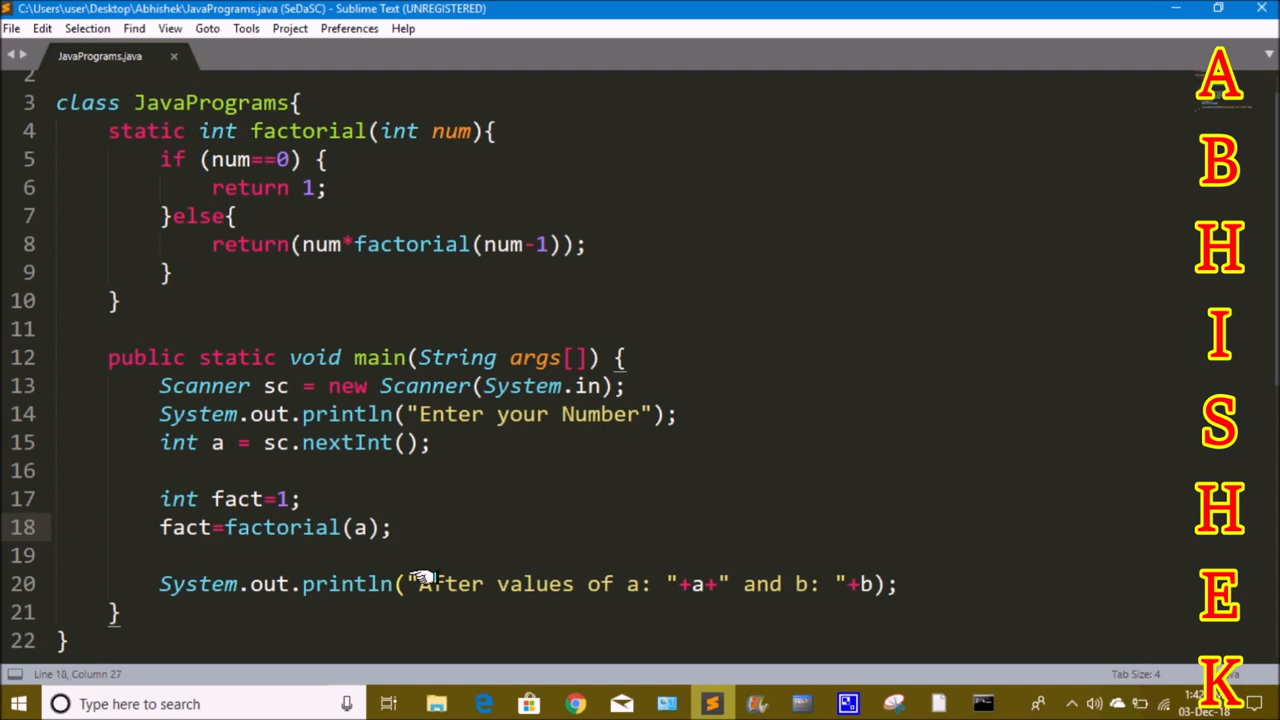 C:\Users\user\Desktop\Abhishek\JavaPrograms.java (SeDaSC) - Sublime Text (UNREGISTERED)
File Edit Selection Find View Goto Tools Project Preferences Help
JavaPrograms.java
2
3 class JavaPrograms{
4 static int factorial(int num){
5 if (num==0) {
6 return 1;
7 }else{
8 return(num*factorial(num-1));
9 }
10 }
11
12 public static void main(String args[]) {
13 Scanner sc = new Scanner(System.in);
14 System.out.println("Enter your Number");
15 int a = sc.nextInt();
16
17 int fact=1;
18 fact=factorial(a);
19
20 System.out.println("After values of a: "+a+" and b: "+b);
21 }
22 }
A
B
H
I
S
H
E
K
Line 18, Column 27
Tab Size: 4
Type here to search
03-Dec-18